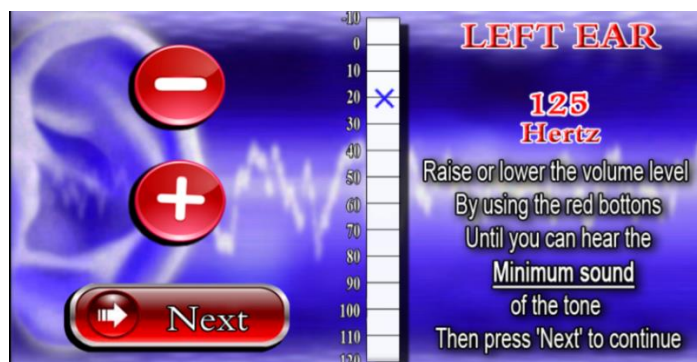 LEFT EAR
125
Hertz
Raise or lower the volume level
By using the red bottons
Until you can hear the
Minimum sound
of the tone
Then press 'Next' to continue
-10
0
10
20
30
40
50
60
70
80
90
100
110
120
Next